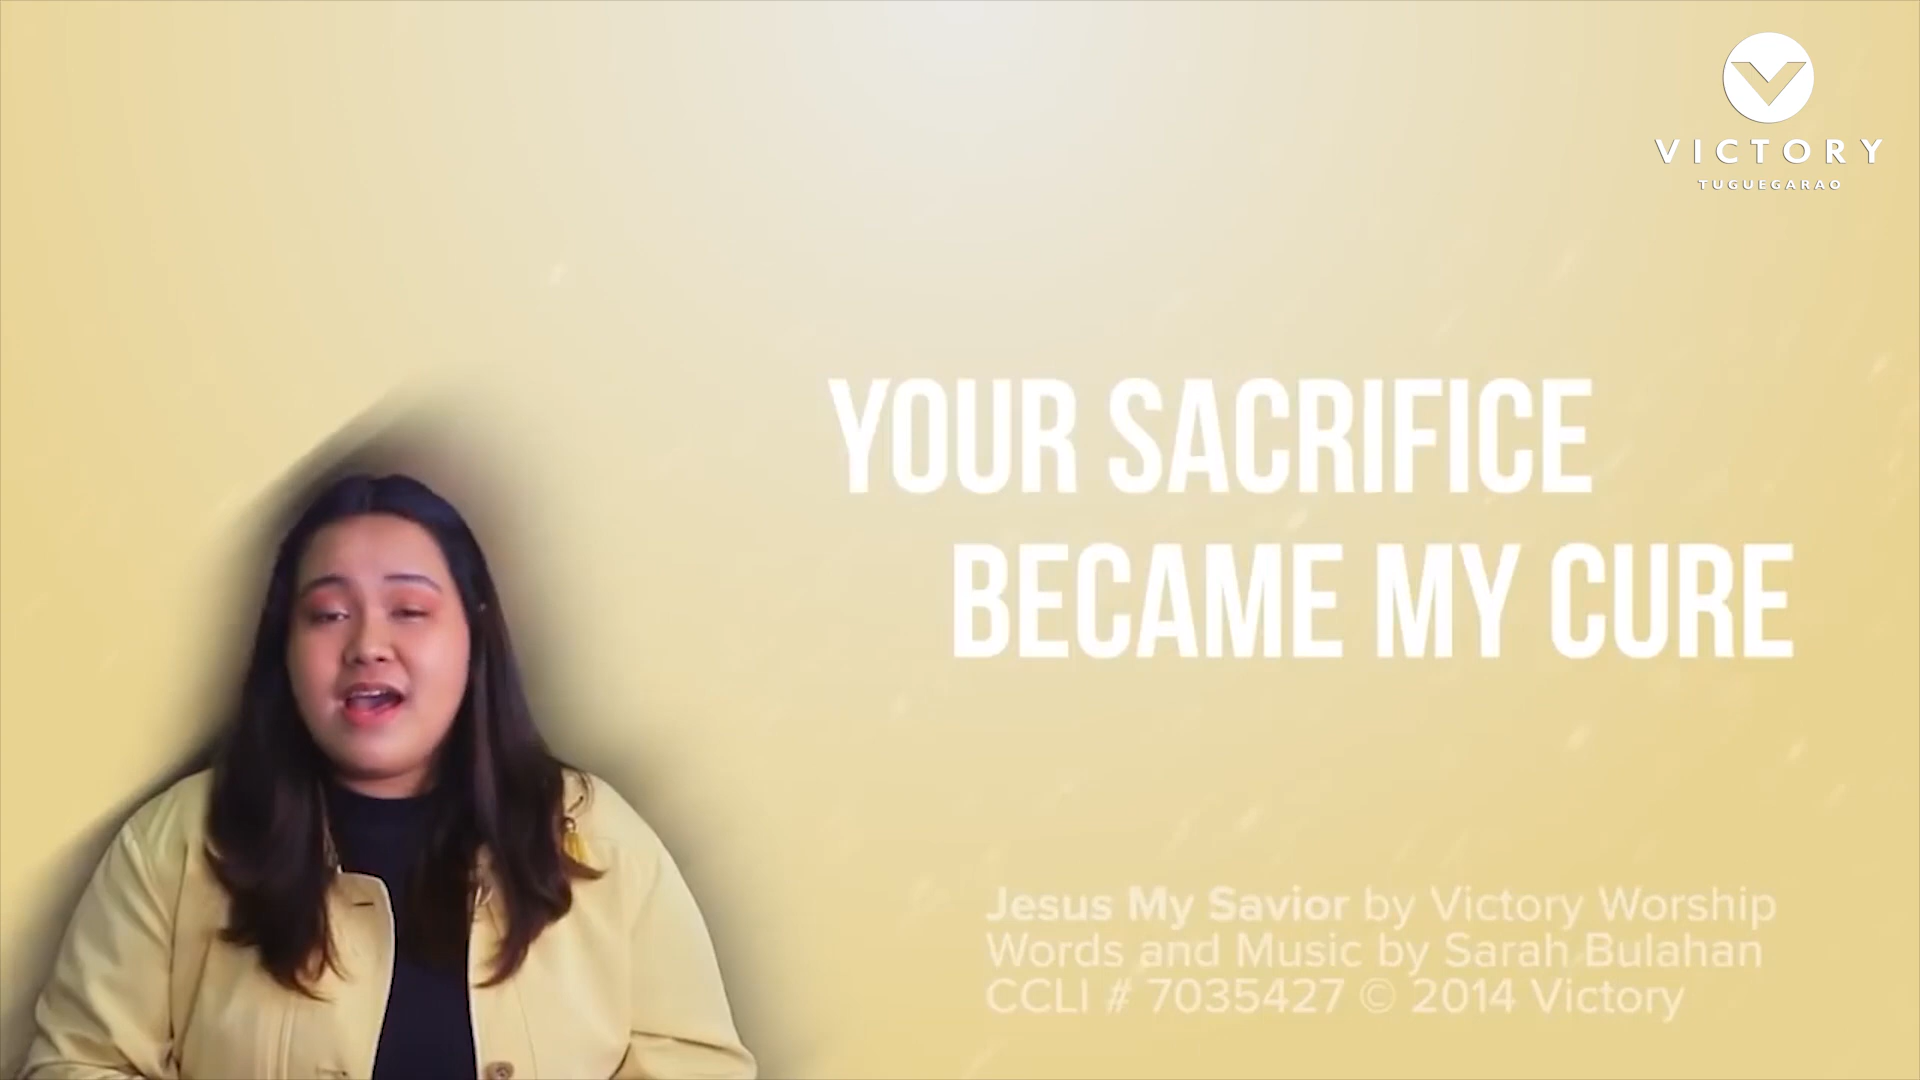 VICTORY
TUGUEGARAO
YOUR SACRIFICE
BECAME MY CURE
Jesus My Savior by Victory Worship
Words and Music by Sarah Bulahan
CCLI # 7035427 © 2014 Victory